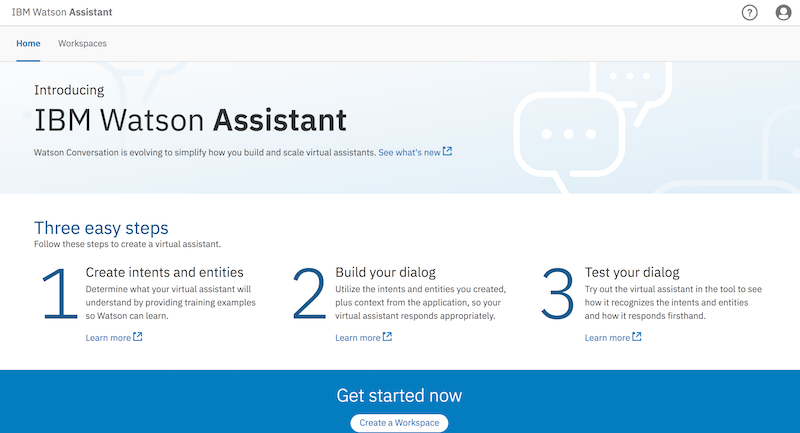 IBM Watson Assistant
?
Home Workspaces
Introducing
IBM Watson Assistant
Watson Conversation is evolving to simplify how you build and scale virtual assistants. See what's new
Three easy steps
Follow these steps to create a virtual assistant.
1
Create intents and entities
Determine what your virtual assistant will
understand by providing training examples
so Watson can learn.
Learn more
2
Build your dialog
Utilize the intents and entities you created,
plus context from the application, so your
virtual assistant responds appropriately.
Learn more
3
Test your dialog
Try out the virtual assistant in the tool to see
how it recognizes the intents and entities
and how it responds firsthand.
Learn more
Get started now
Create a Workspace